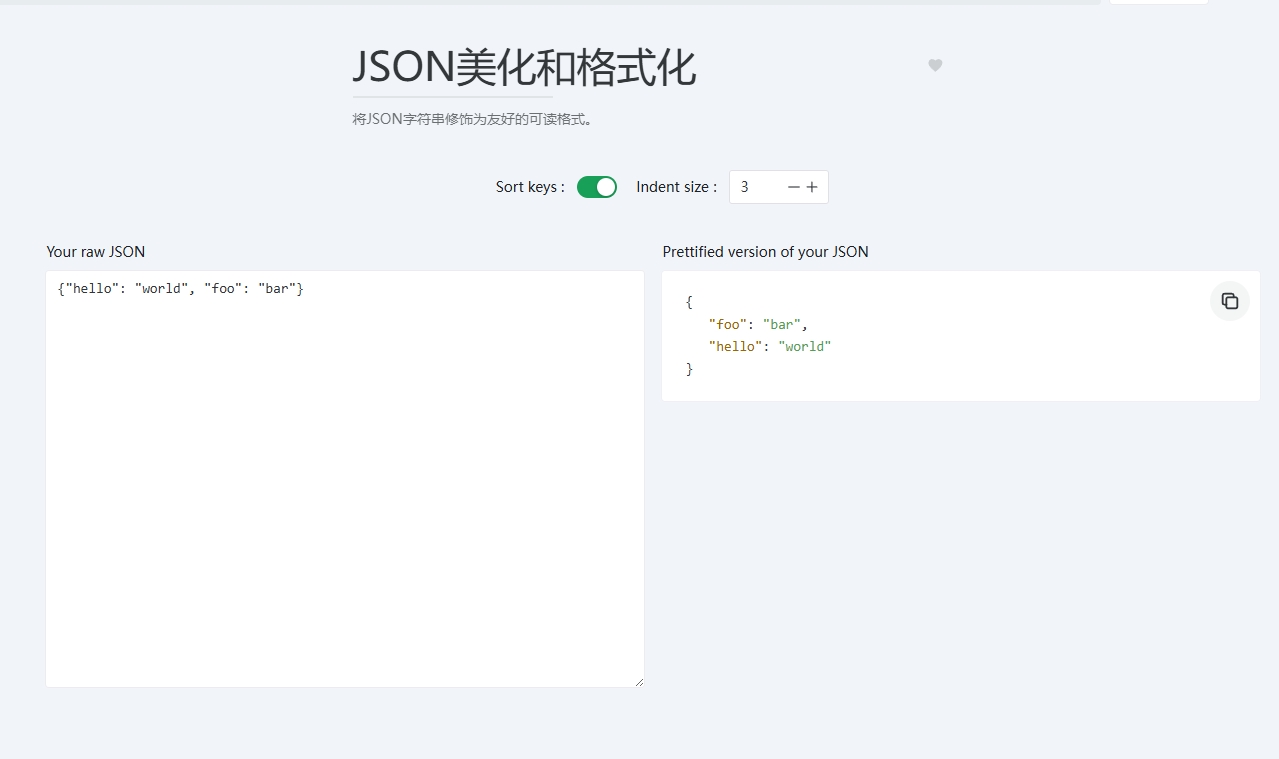 JSON美化和格式化
将JSON字符串修饰为友好的可读格式。
Sort keys : Indent size : 3
Your raw JSON
{"hello": "world", "foo": "bar"}
Prettified version of your JSON
{
"foo": "bar",
"hello": "world"
}